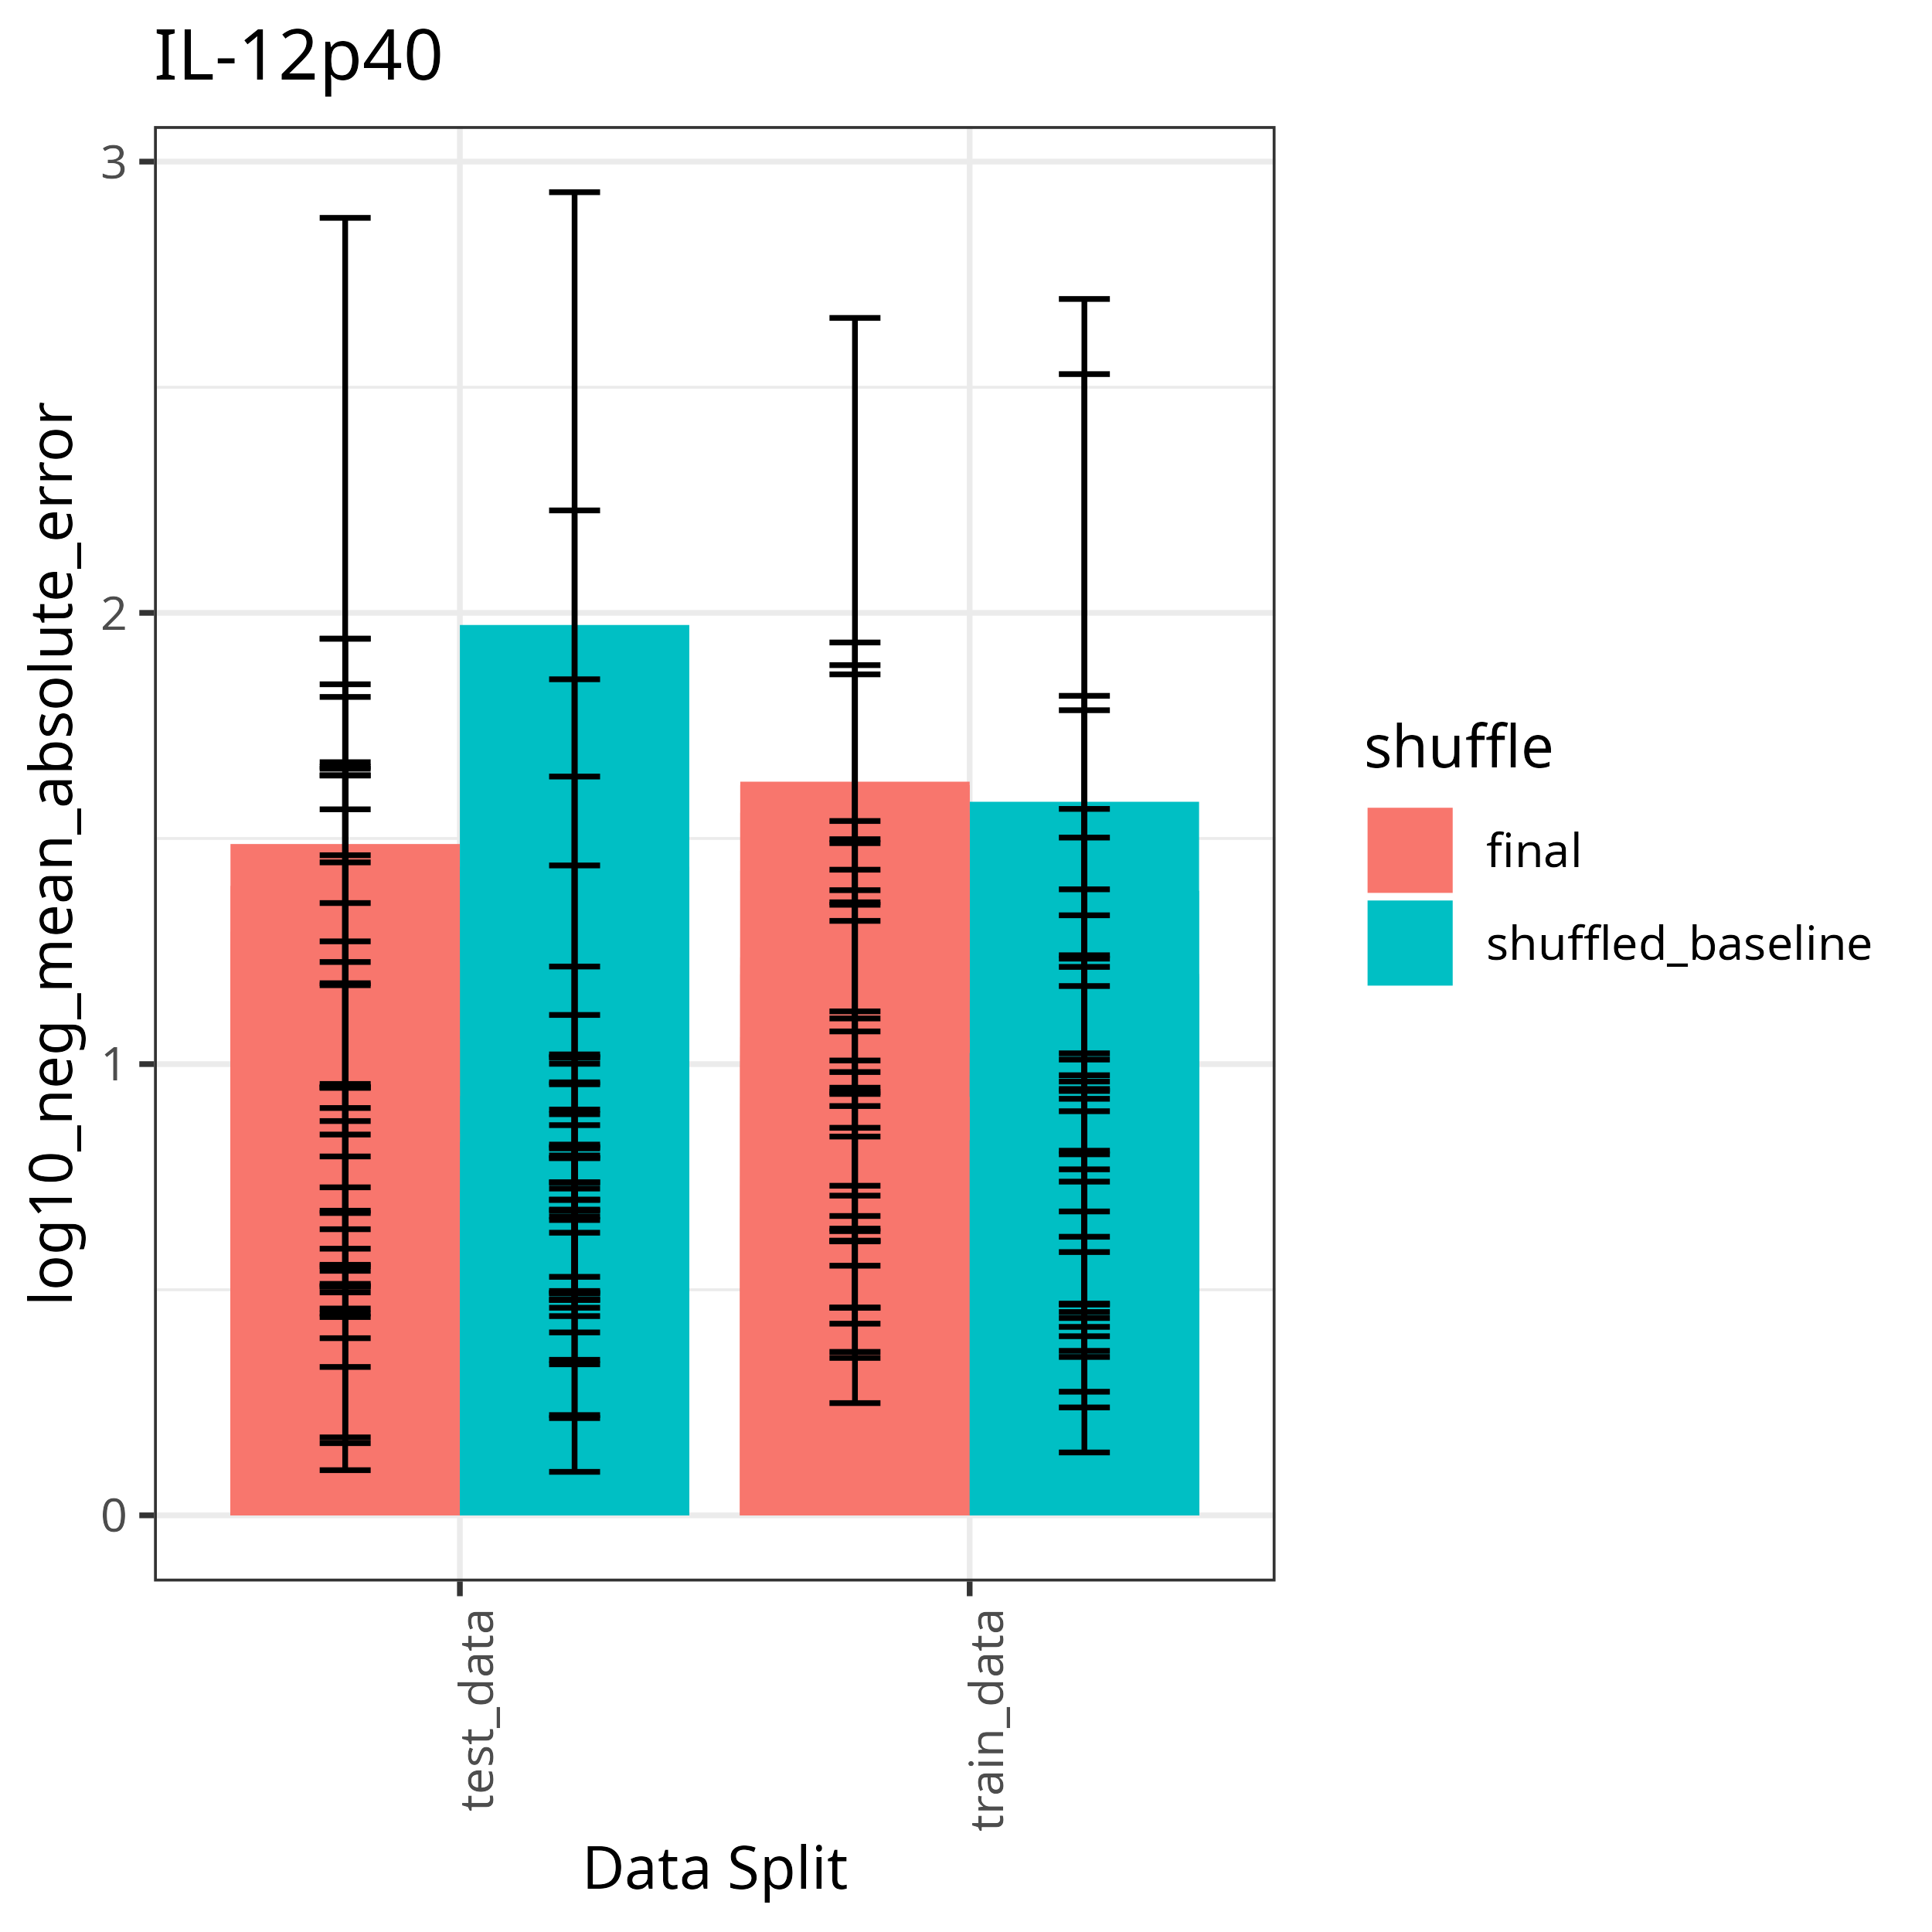 IL-12p40
log10_neg_mean_absolute_error
3
2
1
0
test_data
train_data
Data Split
shuffle
final
shuffled_baseline